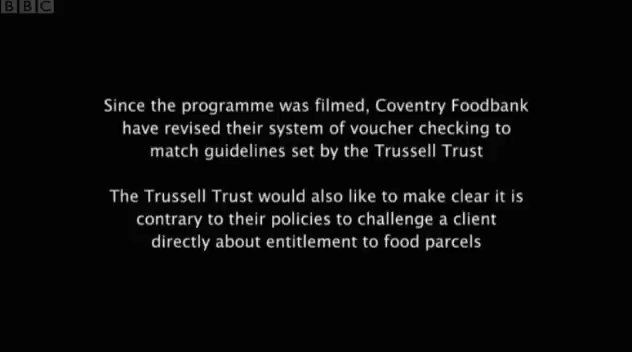 BBC
Since the programme was filmed, Coventry Foodbank
have revised their system of voucher checking to
match guidelines set by the Trussell Trust
The Trussell Trust would also like to make clear it is
contrary to their policies to challenge a client
directly about entitlement to food parcels